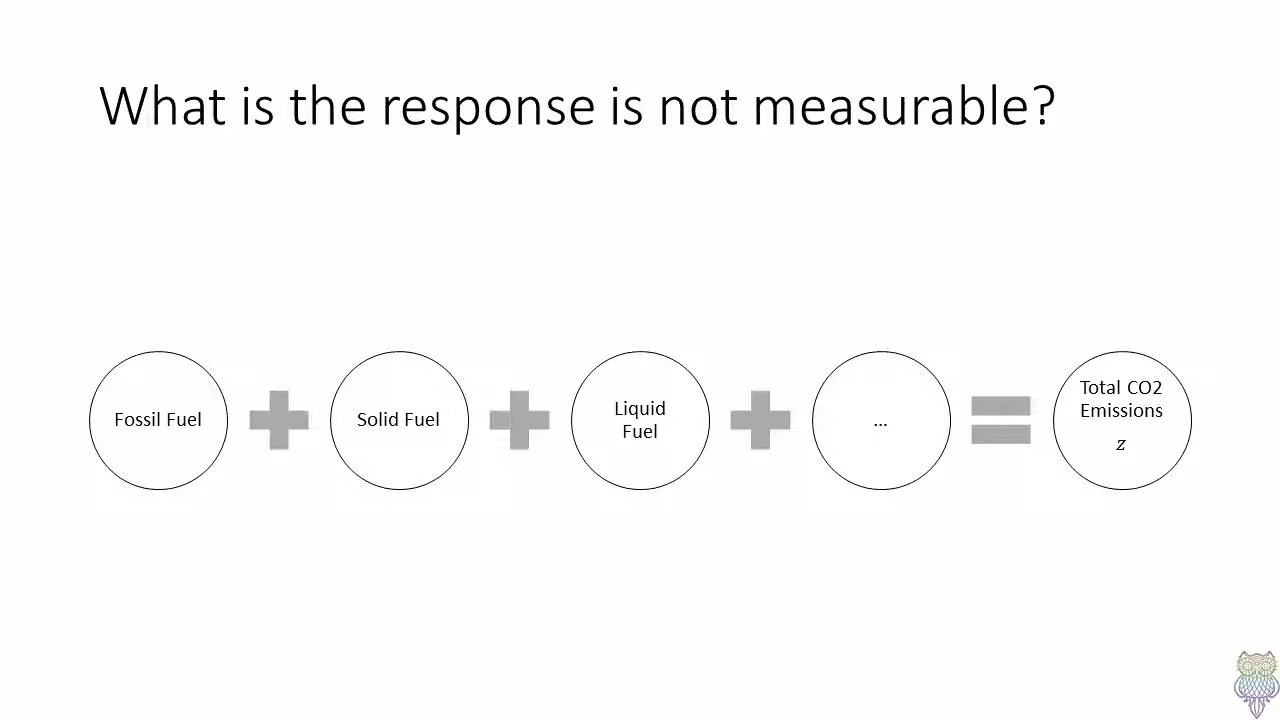 What is the response is not measurable?
Fossil Fuel
Solid Fuel
Liquid
Fuel
...
Total CO2
Emissions
z